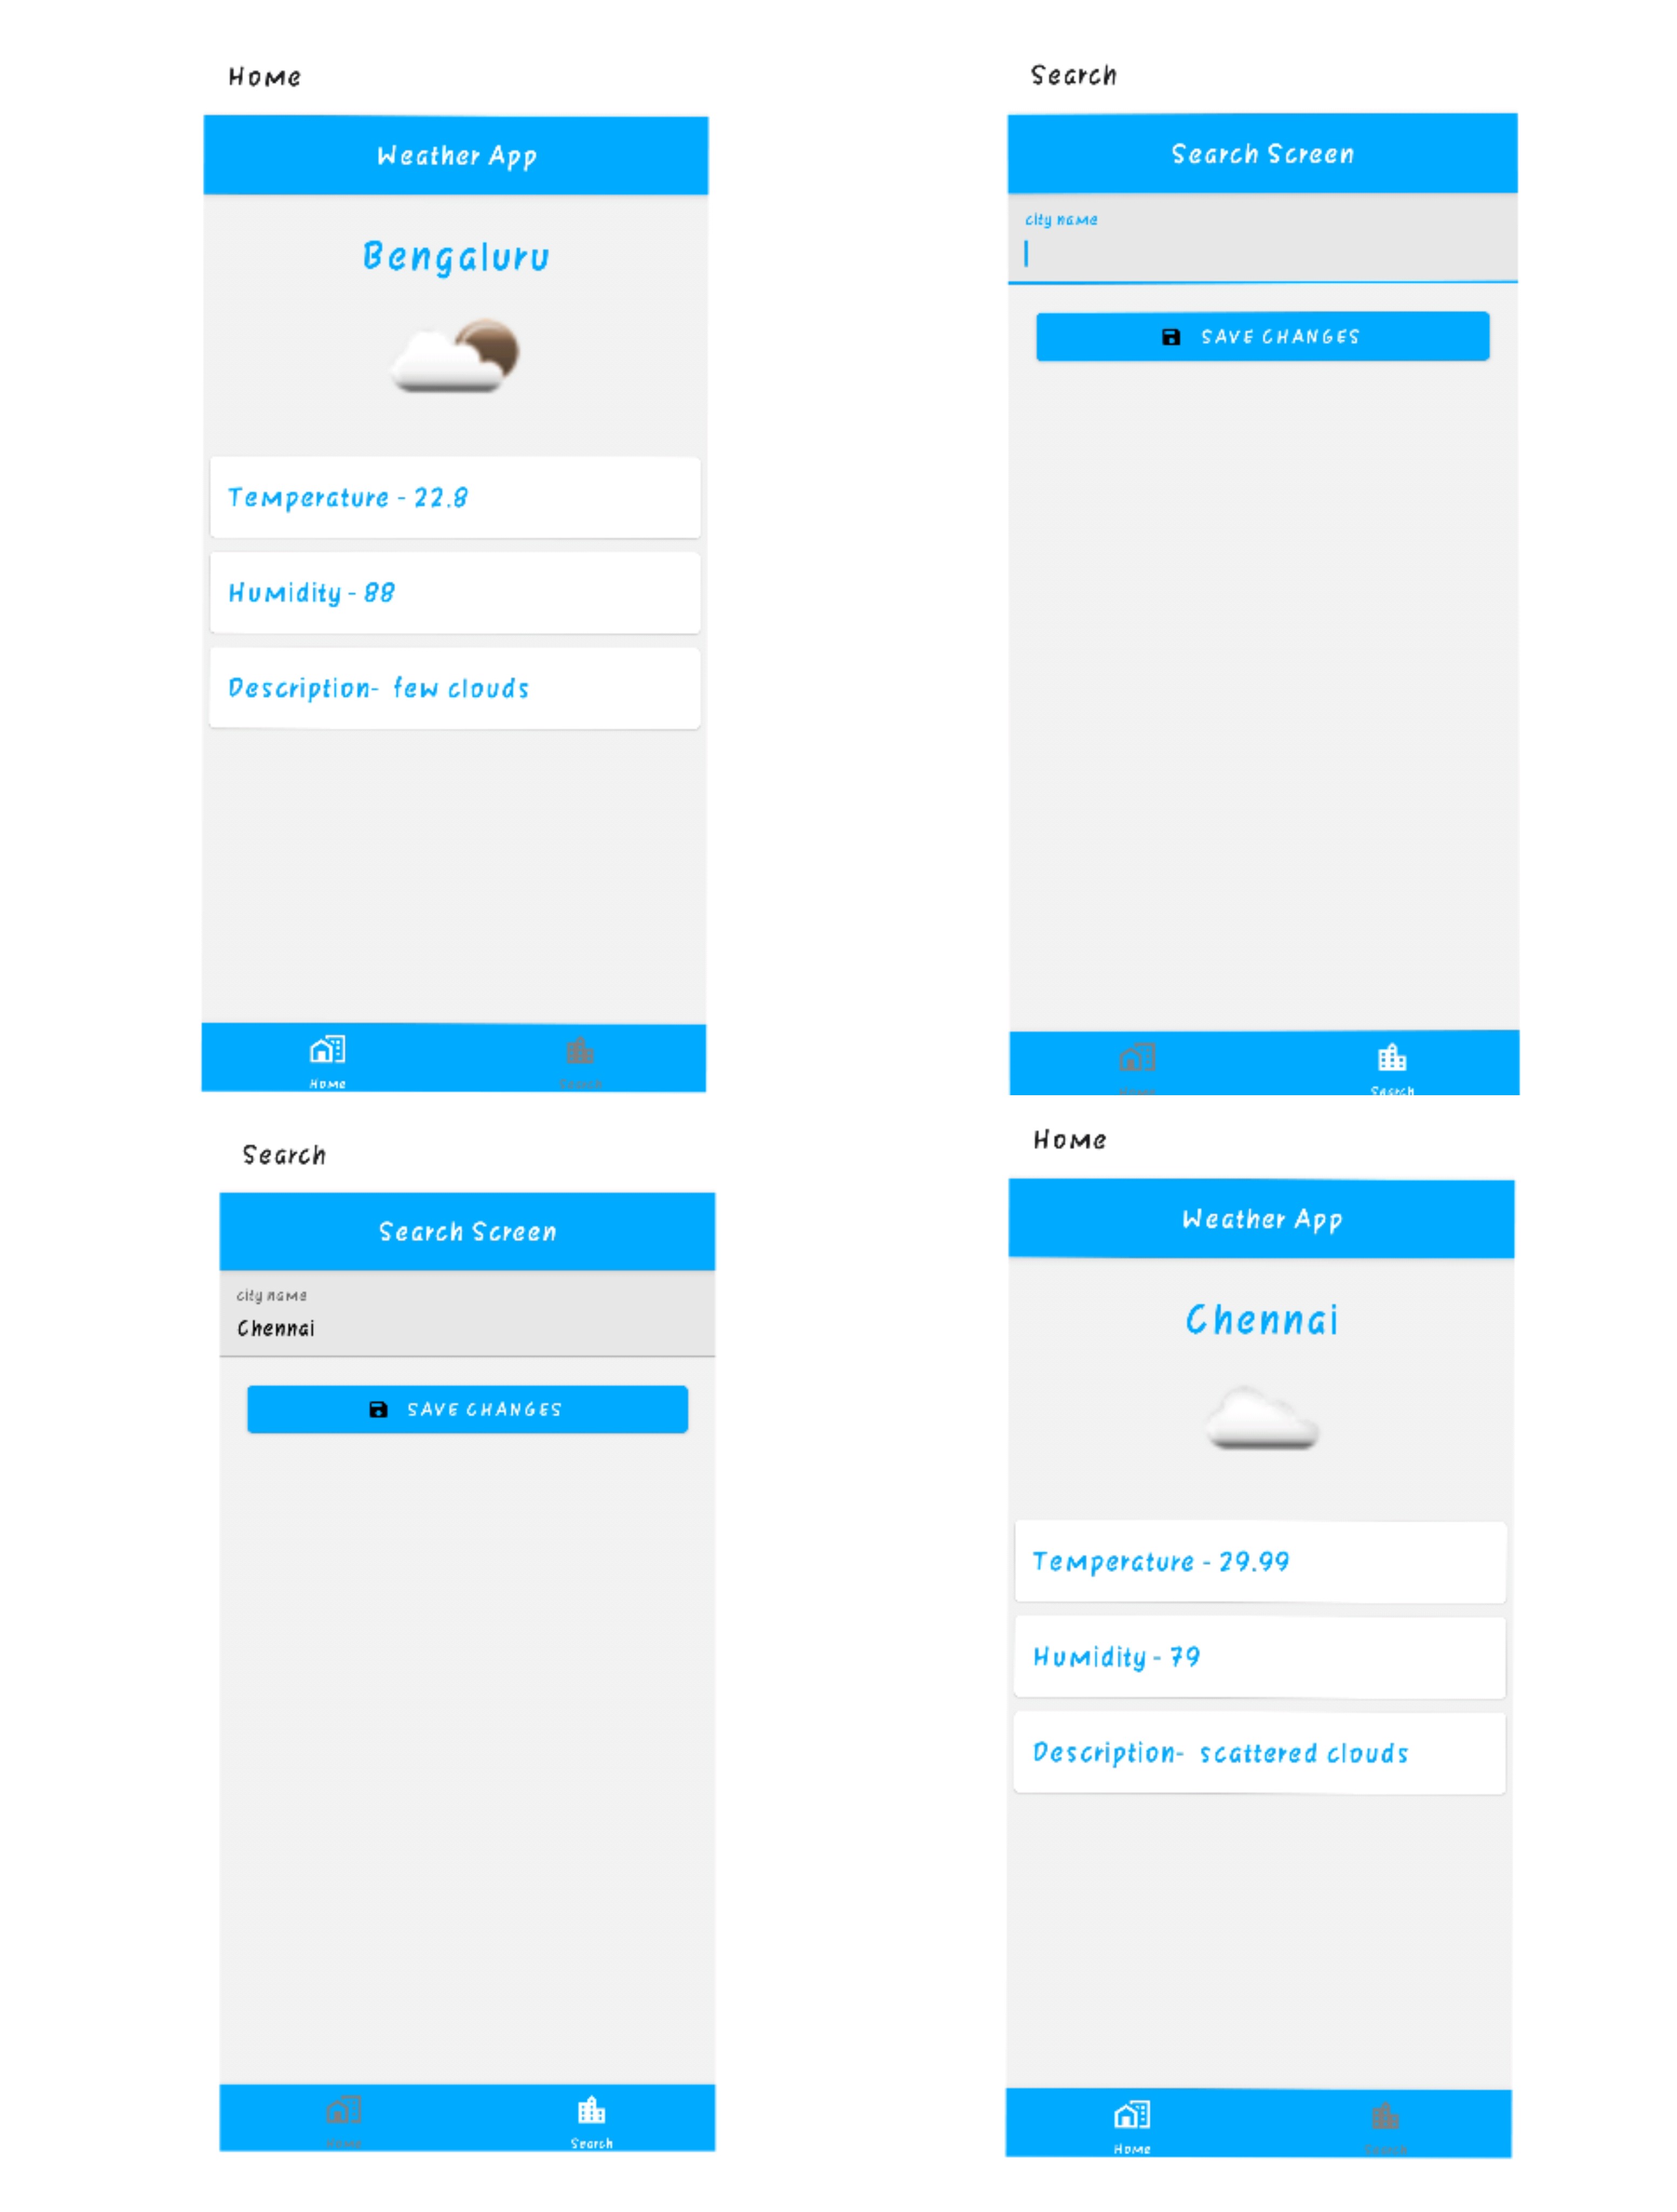 Home
Weather App
Bengaluru
Temperature - 22.8
Humidity - 88
Description- few clouds
Home
Search
Search
Search Screen
city name
SAVE CHANGES
Search
Search
Search Screen
city name
Chennai
SAVE CHANGES
Home
Search
Home
Weather App
Chennai
Temperature - 29.99
Humidity - 79
Description- scattered clouds
Home
Search